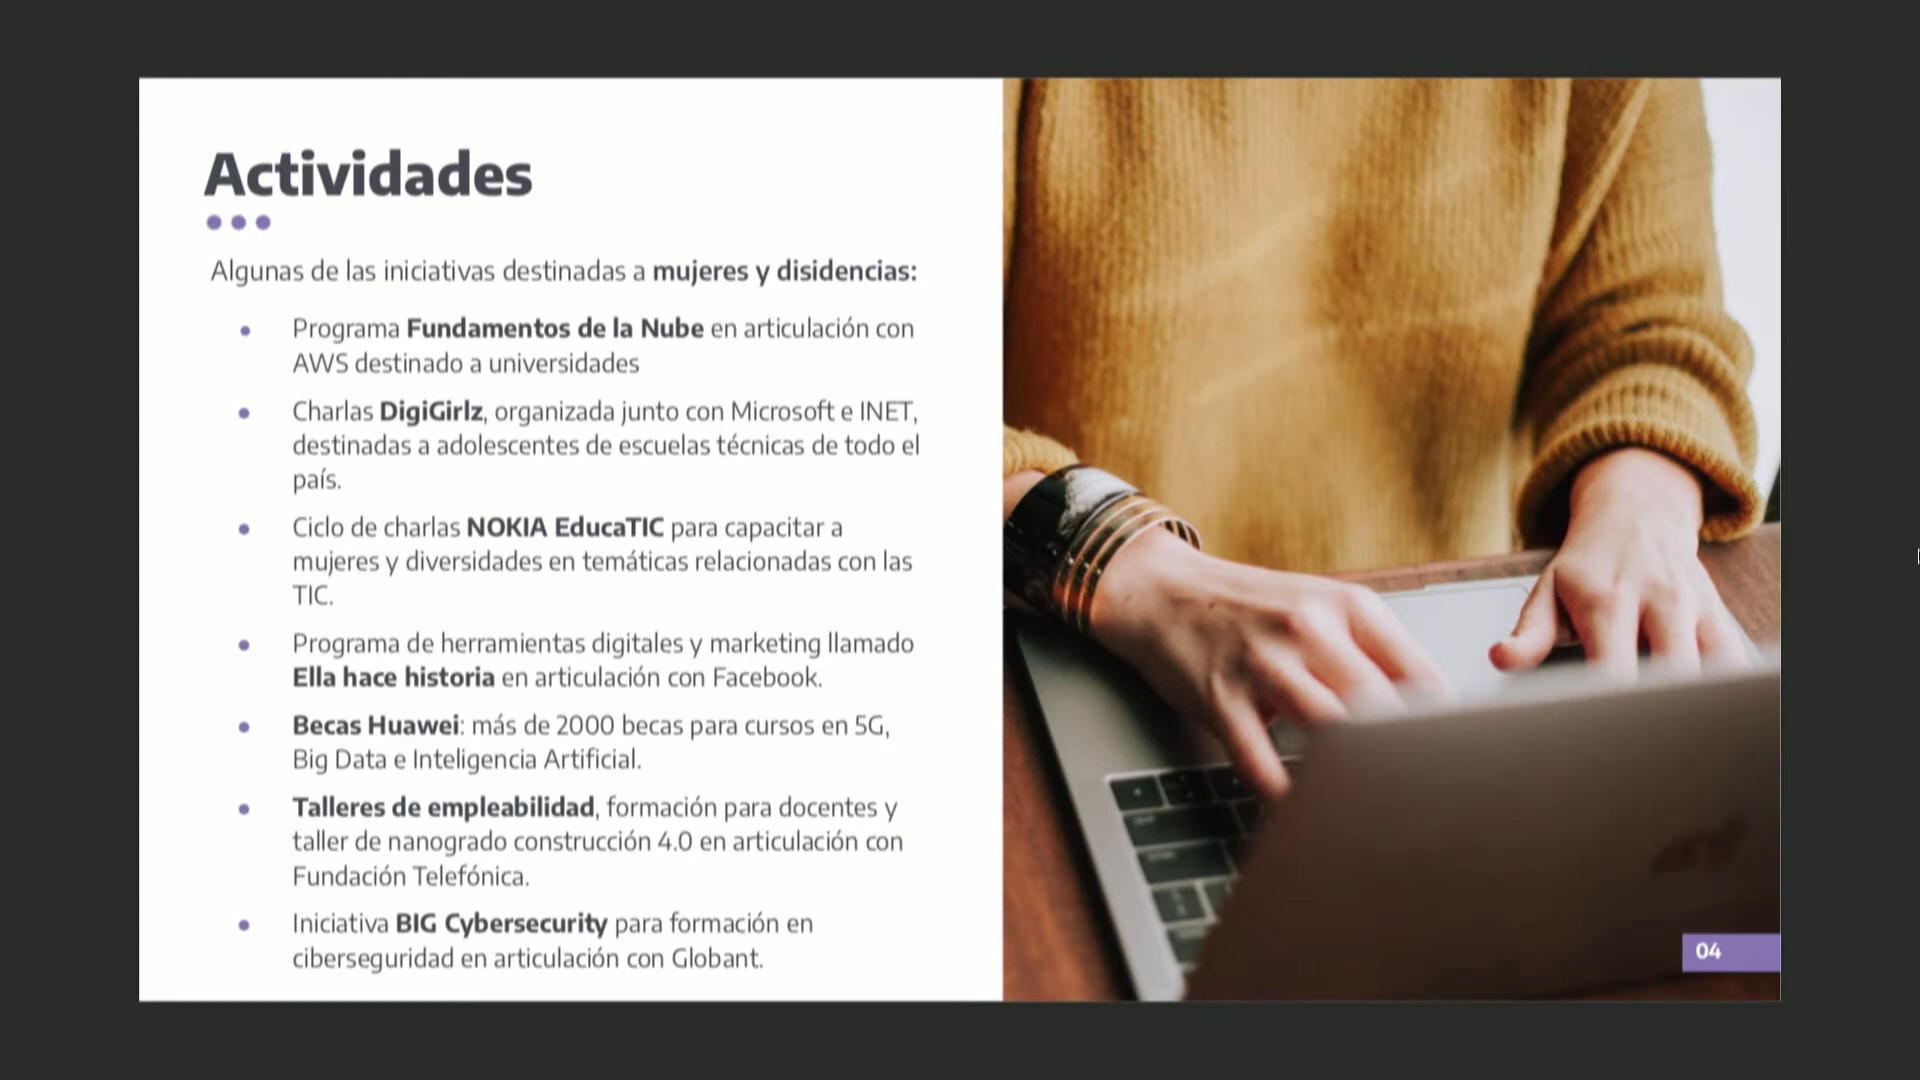 Actividades
Algunas de las iniciativas destinadas a mujeres y disidencias:
Programa Fundamentos de la Nube en articulación con
AWS destinado a universidades
Charlas DigiGirlz, organizada junto con Microsoft e INET,
destinadas a adolescentes de escuelas técnicas de todo el
país.
Ciclo de charlas NOKIA EducaTIC para capacitar a
mujeres y diversidades en temáticas relacionadas con las
TIC.
Programa de herramientas digitales y marketing llamado
Ella hace historia en articulación con Facebook.
Becas Huawei: más de 2000 becas para cursos en 5G,
Big Data e Inteligencia Artificial.
Talleres de empleabilidad, formación para docentes y
taller de nanogrado construcción 4.0 en articulación con
Fundación Telefónica.
Iniciativa BIG Cybersecurity para formación en
ciberseguridad en articulación con Globant.
04